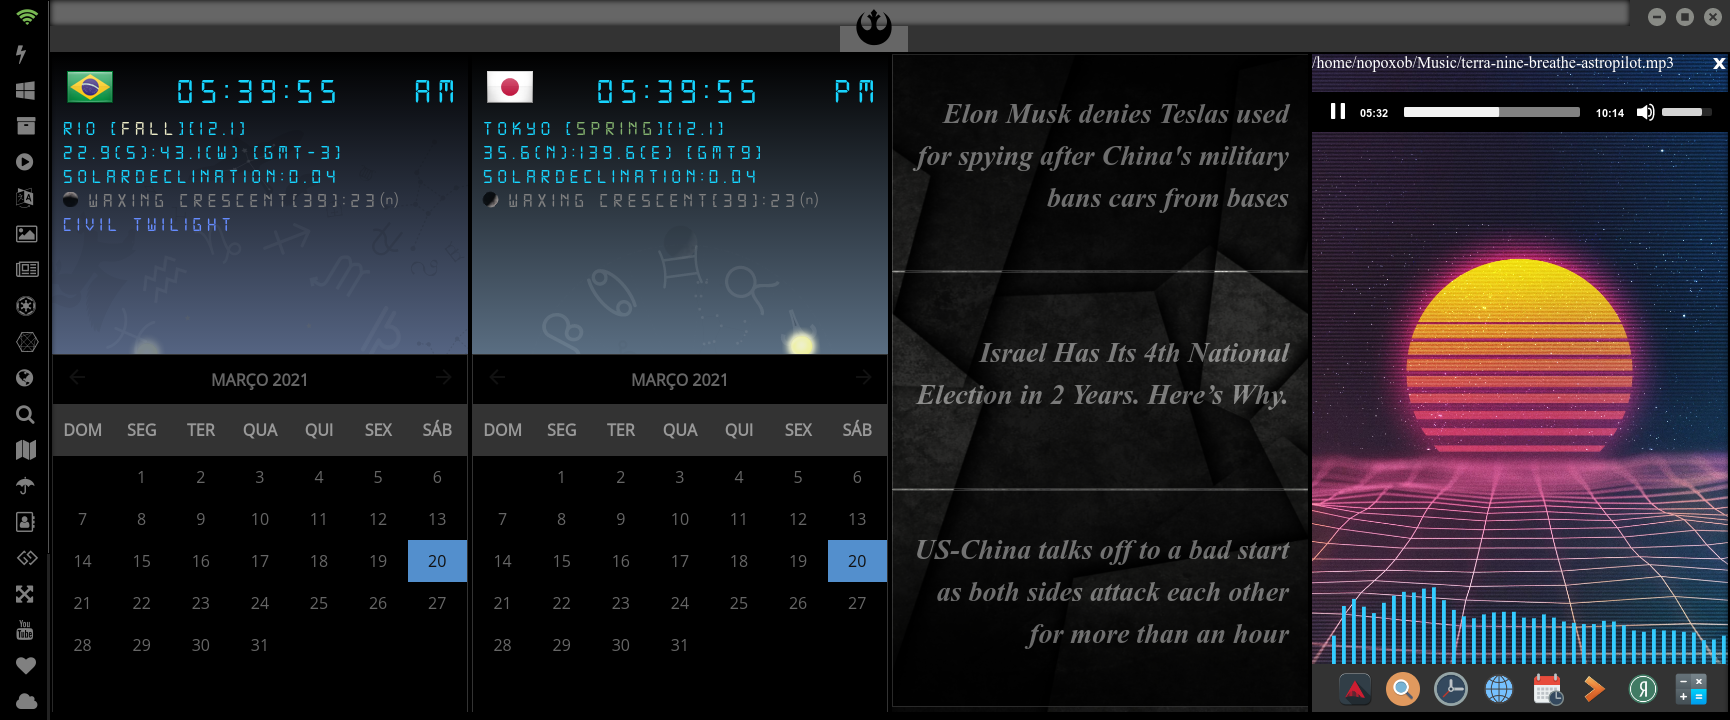 05:39:55 AM
RIO [FALL][12.1]
22.9(S):43.1(W) [GMT-3]
SOLARDECLINATION:0.04
WAXING CRESCENT[39]:23(n)
CIVIL TWILIGHT
MARÇO 2021
DOM SEG TER QUA QUI SEX SÁB
1 2 3 4 5 6
7 8 9 10 11 12 13
14 15 16 17 18 19 20
21 22 23 24 25 26 27
28 29 30 31
05:39:55 PM
TOKYO [SPRING][12.1]
35.6(N):139.6(E) [GMT9]
SOLARDECLINATION:0.04
WAXING CRESCENT[39]:23(n)
MARÇO 2021
DOM SEG TER QUA QUI SEX SÁB
1 2 3 4 5 6
7 8 9 10 11 12 13
14 15 16 17 18 19 20
21 22 23 24 25 26 27
28 29 30 31
Elon Musk denies Teslas used
for spying after China's military
bans cars from bases
Israel Has Its 4th National
Election in 2 Years. Here’s Why.
US-China talks off to a bad start
as both sides attack each other
for more than an hour
/home/nopoxob/Music/terra-nine-breathe-astropilot.mp3 x
05:32 10:14
You
Tube
Я